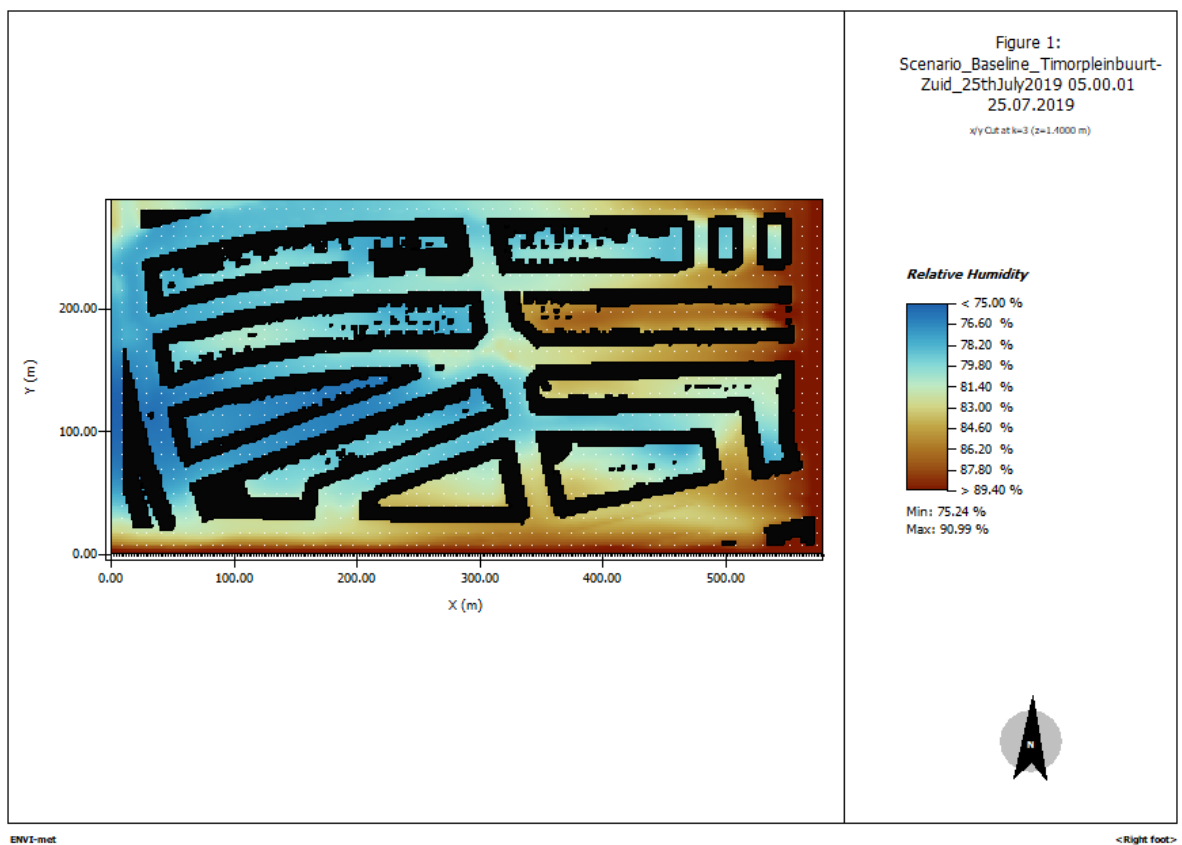 Figure 1:
Scenario_Baseline_Timorpleinbuurt-
Zuid_25thJuly2019 05.00.01
25.07.2019
x/y Cut at k=3 (z=1.4000 m)
200.00
100.00
0.00
Y (m)
0.00 100.00 200.00 300.00 400.00 500.00
X (m)
Relative Humidity
< 75.00 %
76.60 %
78.20 %
79.80 %
81.40 %
83.00 %
84.60 %
86.20 %
87.80 %
> 89.40 %
Min: 75.24 %
Max: 90.99 %
N
ENVI-met
<Right foot>